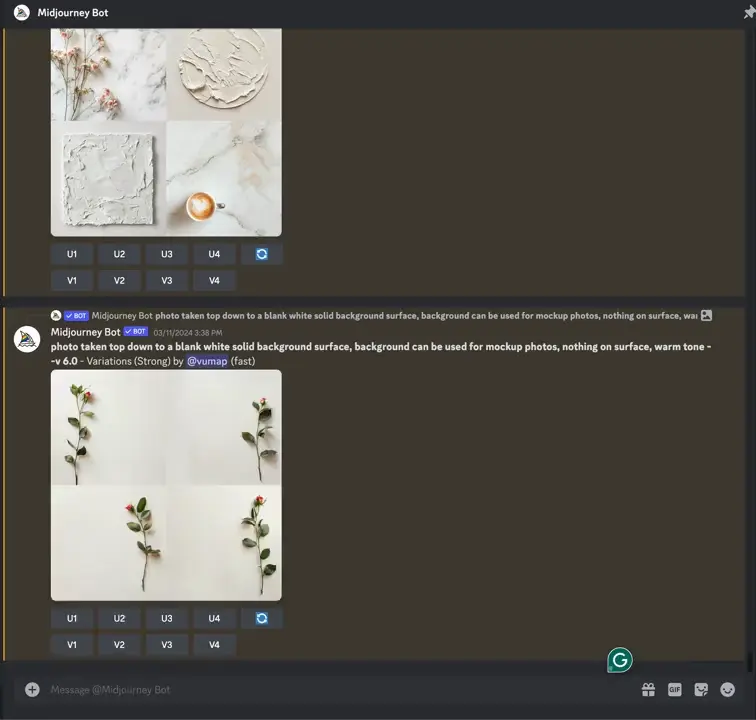 Midjourney Bot
U1 U2 U3 U4
V1 V2 V3 V4
BOT Midjourney Bot photo taken top down to a blank white solid background surface, background can be used for mockup photos, nothing on surface, wa
Midjourney Bot BOT 03/11/2024 3:38 PM
photo taken top down to a blank white solid background surface, background can be used for mockup photos, nothing on surface, warm tone -
-v 6.0 - Variations (Strong) by @vumap (fast)
U1 U2 U3 U4
V1 V2 V3 V4
G
Message @Midjourney Bot
GIF